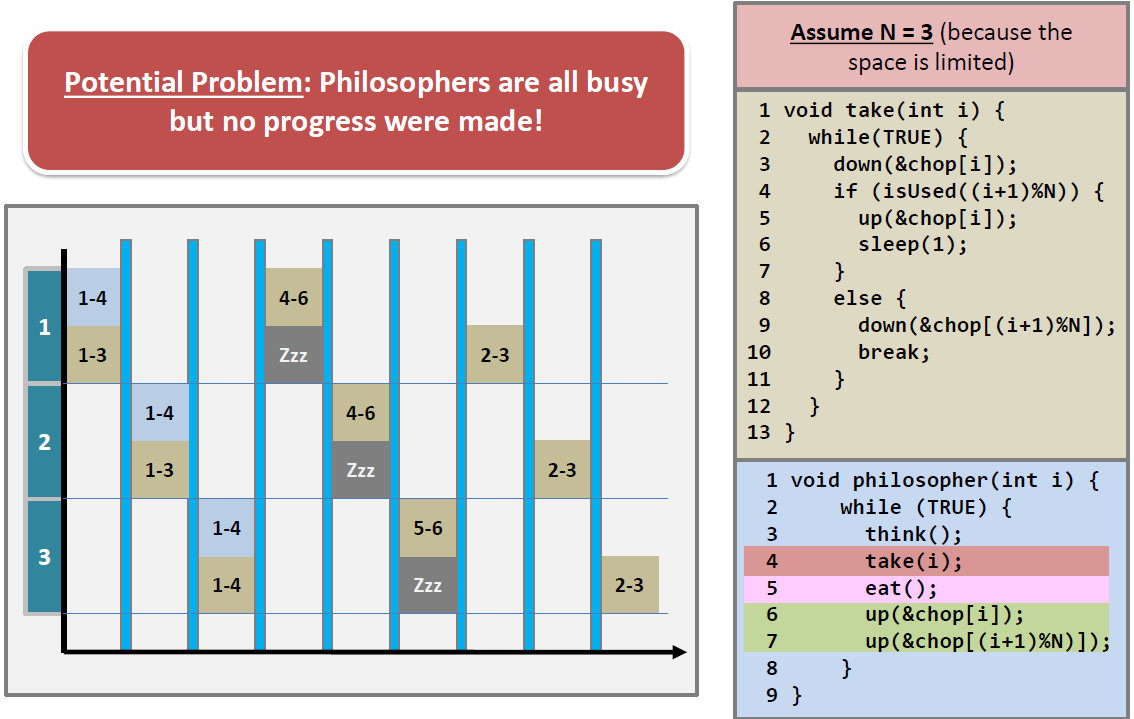 Potential Problem: Philosophers are all busy
but no progress were made!
Assume N = 3 (because the
space is limited)
1 void take(int i) {
2   while(TRUE) {
3     down(&chop[i]);
4     if (isUsed((i+1)%N)) {
5       up(&chop[i]);
6       sleep(1);
7     }
8     else {
9       down(&chop[(i+1)%N]);
10       break;
11     }
12   }
13 }
1 void philosopher(int i) {
2     while (TRUE) {
3       think();
4       take(i);
5       eat();
6       up(&chop[i]);
7       up(&chop[(i+1)%N)]);
8     }
9 }
1
1-4
4-6
1-3
Zzz
2-3
2
1-4
4-6
1-3
Zzz
2-3
3
1-4
5-6
1-4
Zzz
2-3